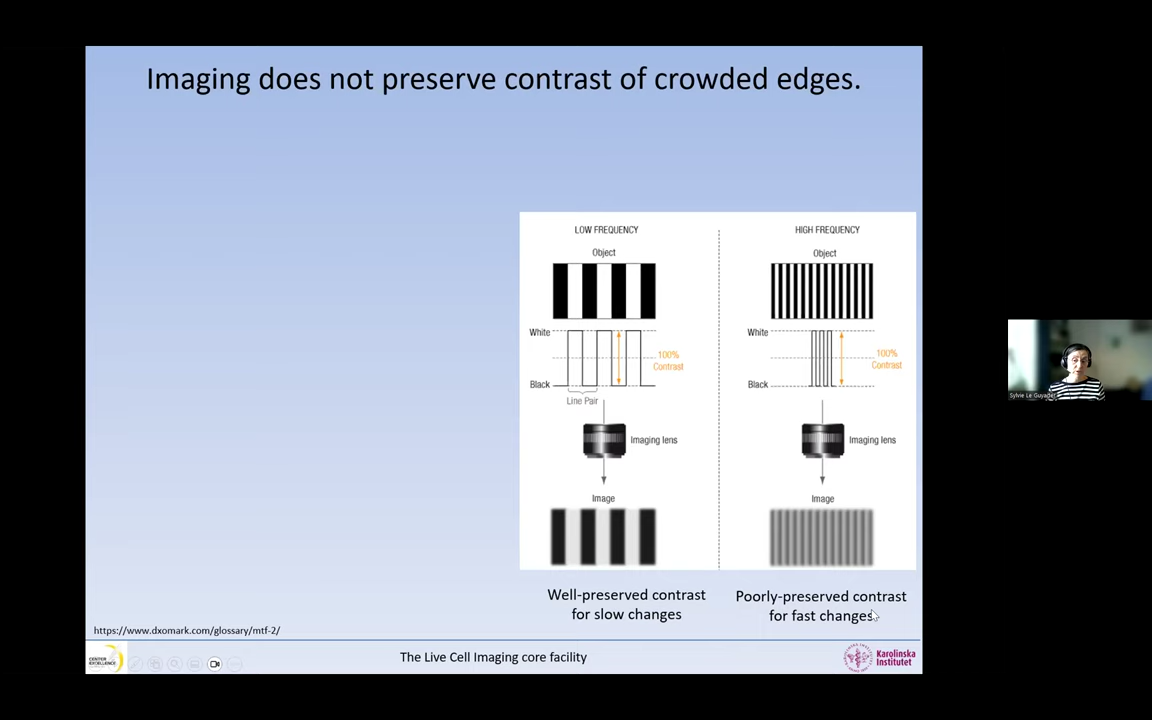 Imaging does not preserve contrast of crowded edges.
LOW FREQUENCY
Object
White
100%
Contrast
Black
Line Pair
Imaging lens
Image
Well-preserved contrast
for slow changes
HIGH FREQUENCY
Object
White
100%
Contrast
Black
Imaging lens
Image
Poorly-preserved contrast
for fast changes
Sylvie Le Guyader
https://www.dxomark.com/glossary/mtf-2/
The Live Cell Imaging core facility
Karolinska
Institutet